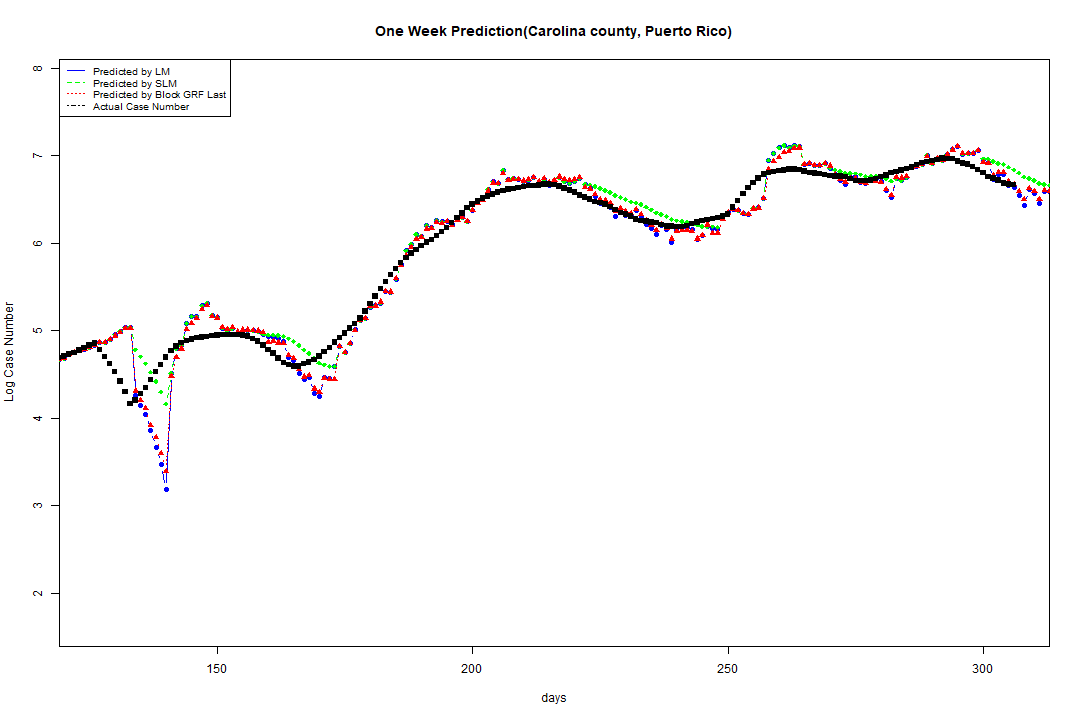 One Week Prediction(Carolina county, Puerto Rico)
Predicted by LM
Predicted by SLM
Predicted by Block GRF Last
Actual Case Number
8
7
6
5
4
3
2
Log Case Number
150 200 250 300
days